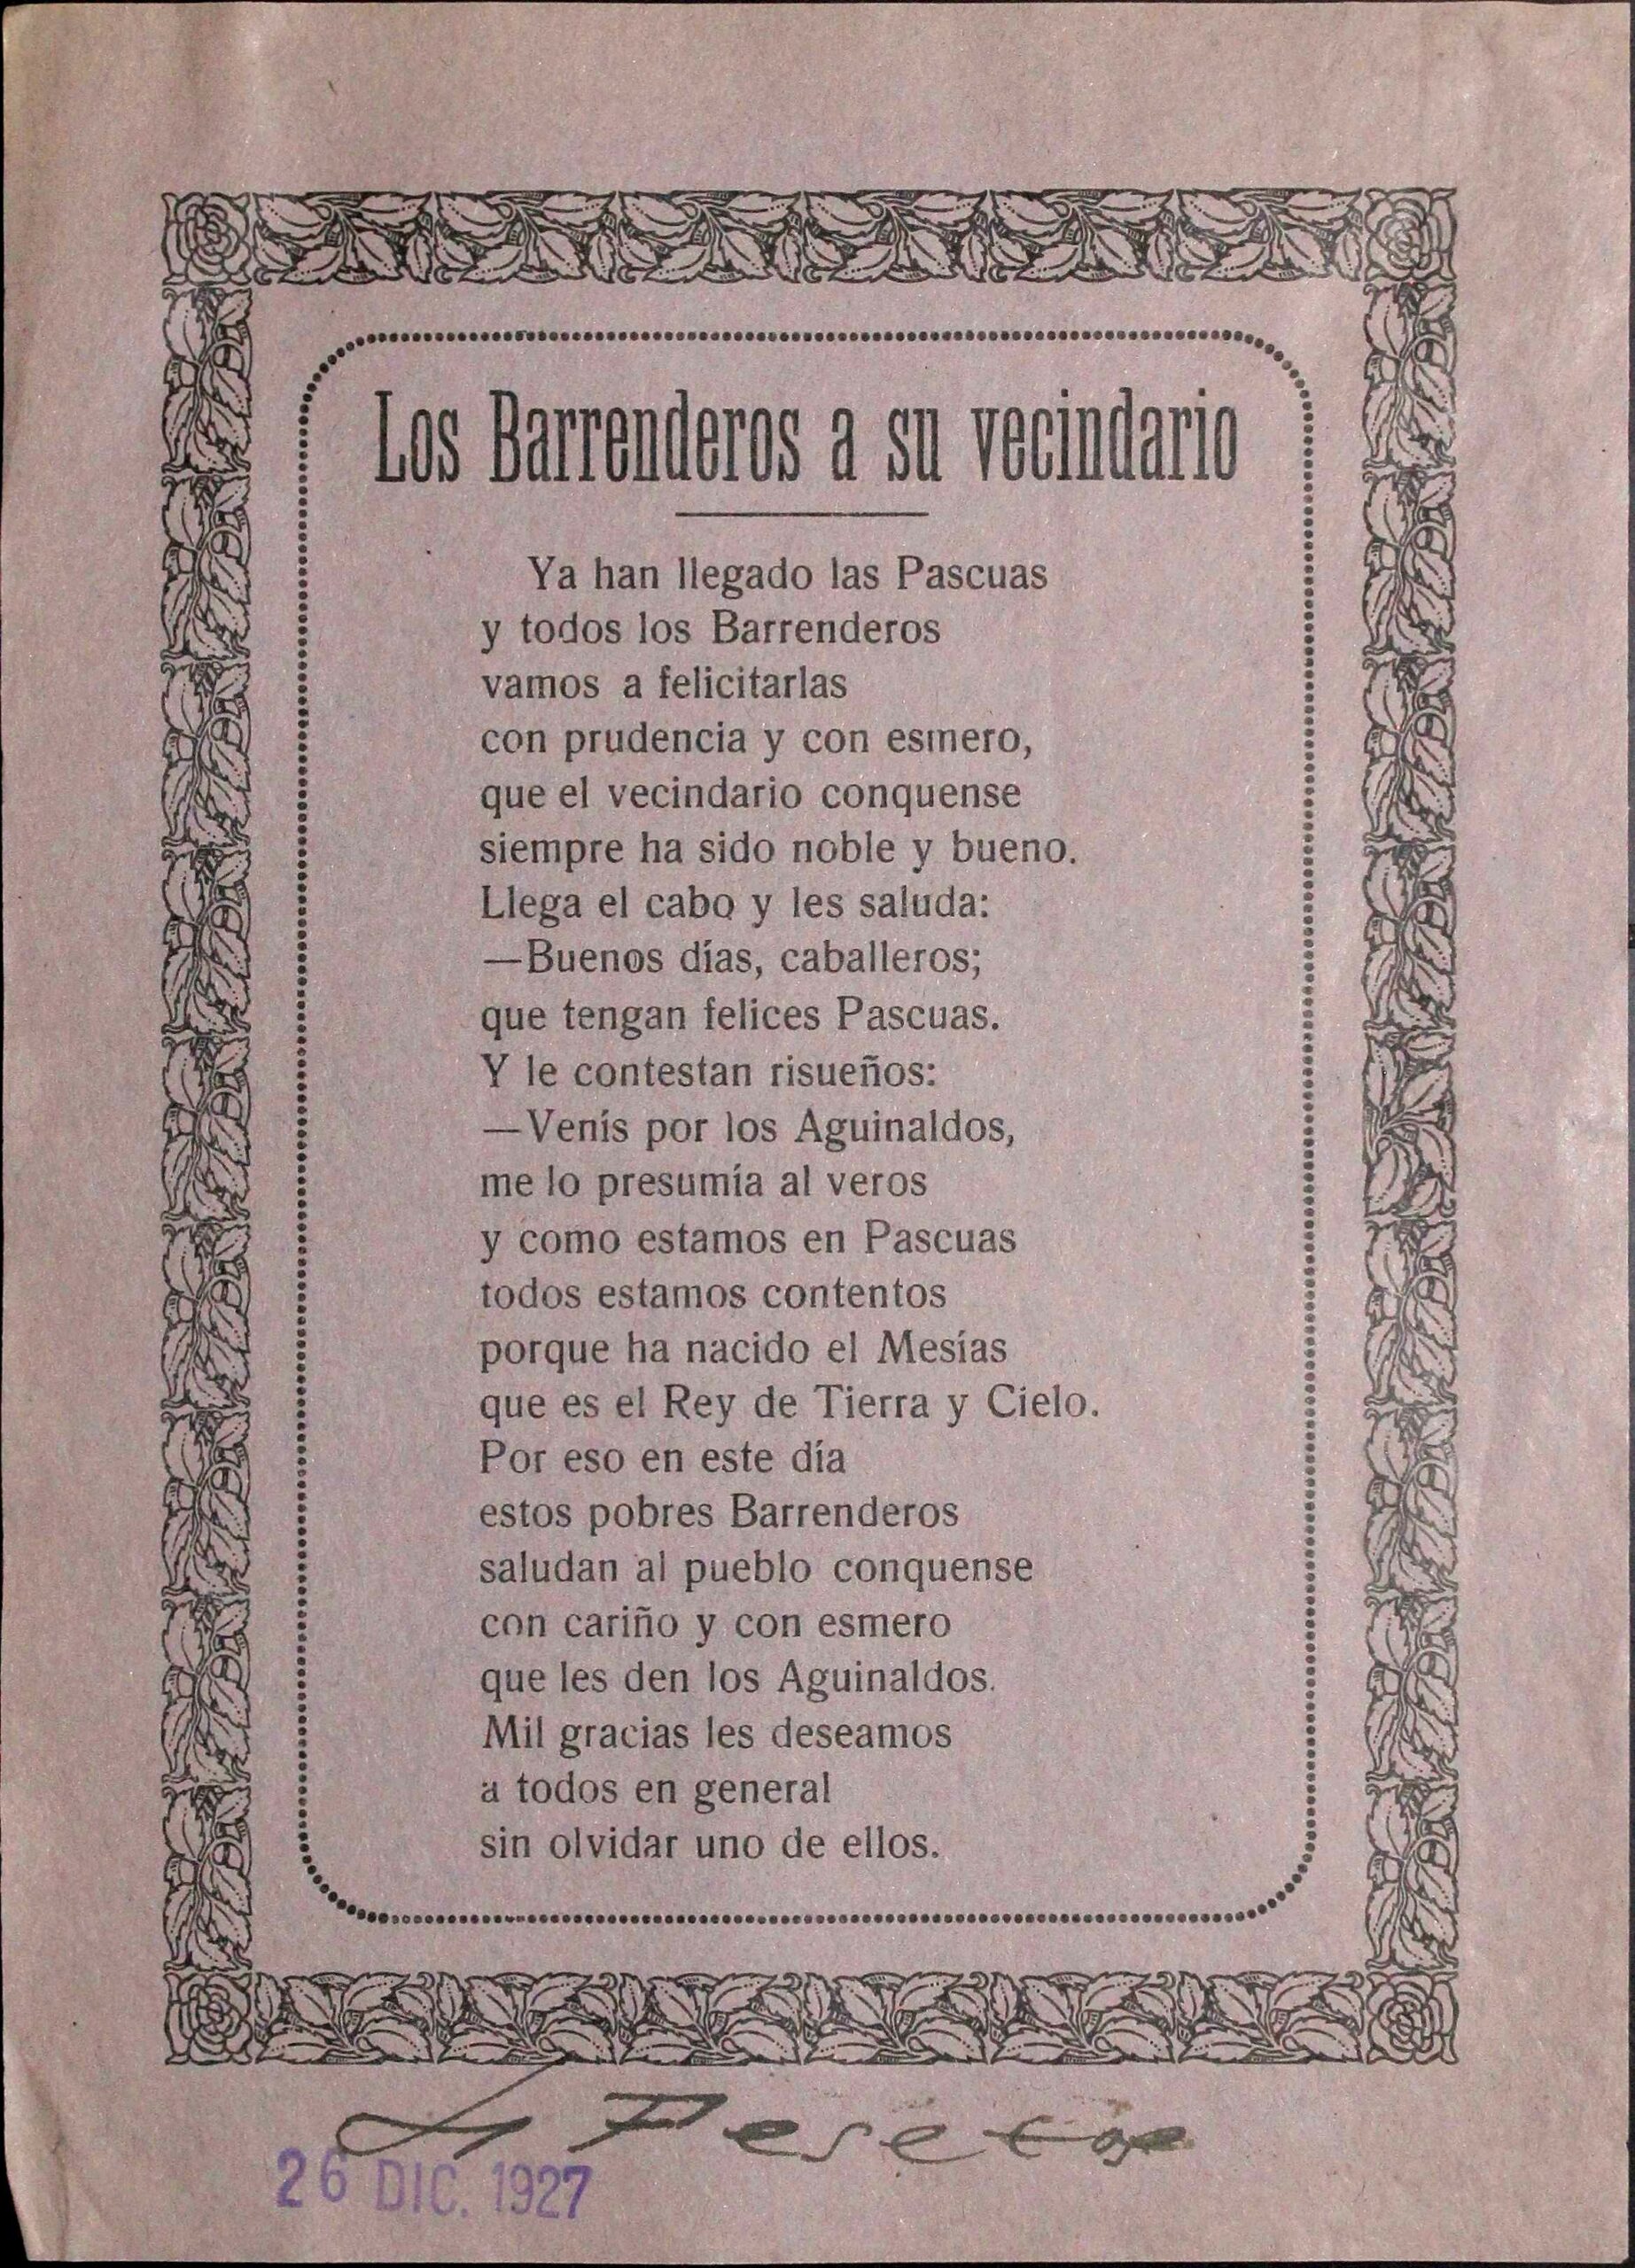 Los Barrenderos a su vecindario
Ya han llegado las Pascuas
y todos los Barrenderos
vamos a felicitarlas
con prudencia y con esmero,
que el vecindario conquense
siempre ha sido noble y bueno.
Llega el cabo y les saluda:
—Buenos días, caballeros;
que tengan felices Pascuas.
Y le contestan risueños:
—Venís por los Aguinaldos,
me lo presumía al veros
y como estamos en Pascuas
todos estamos contentos
porque ha nacido el Mesías
que es el Rey de Tierra y Cielo.
Por eso en este día
estos pobres Barrenderos
saludan al pueblo conquense
con cariño y con esmero
que les den los Aguinaldos.
Mil gracias les deseamos
a todos en general
sin olvidar uno de ellos.
Pesetas
26 DIC. 1927